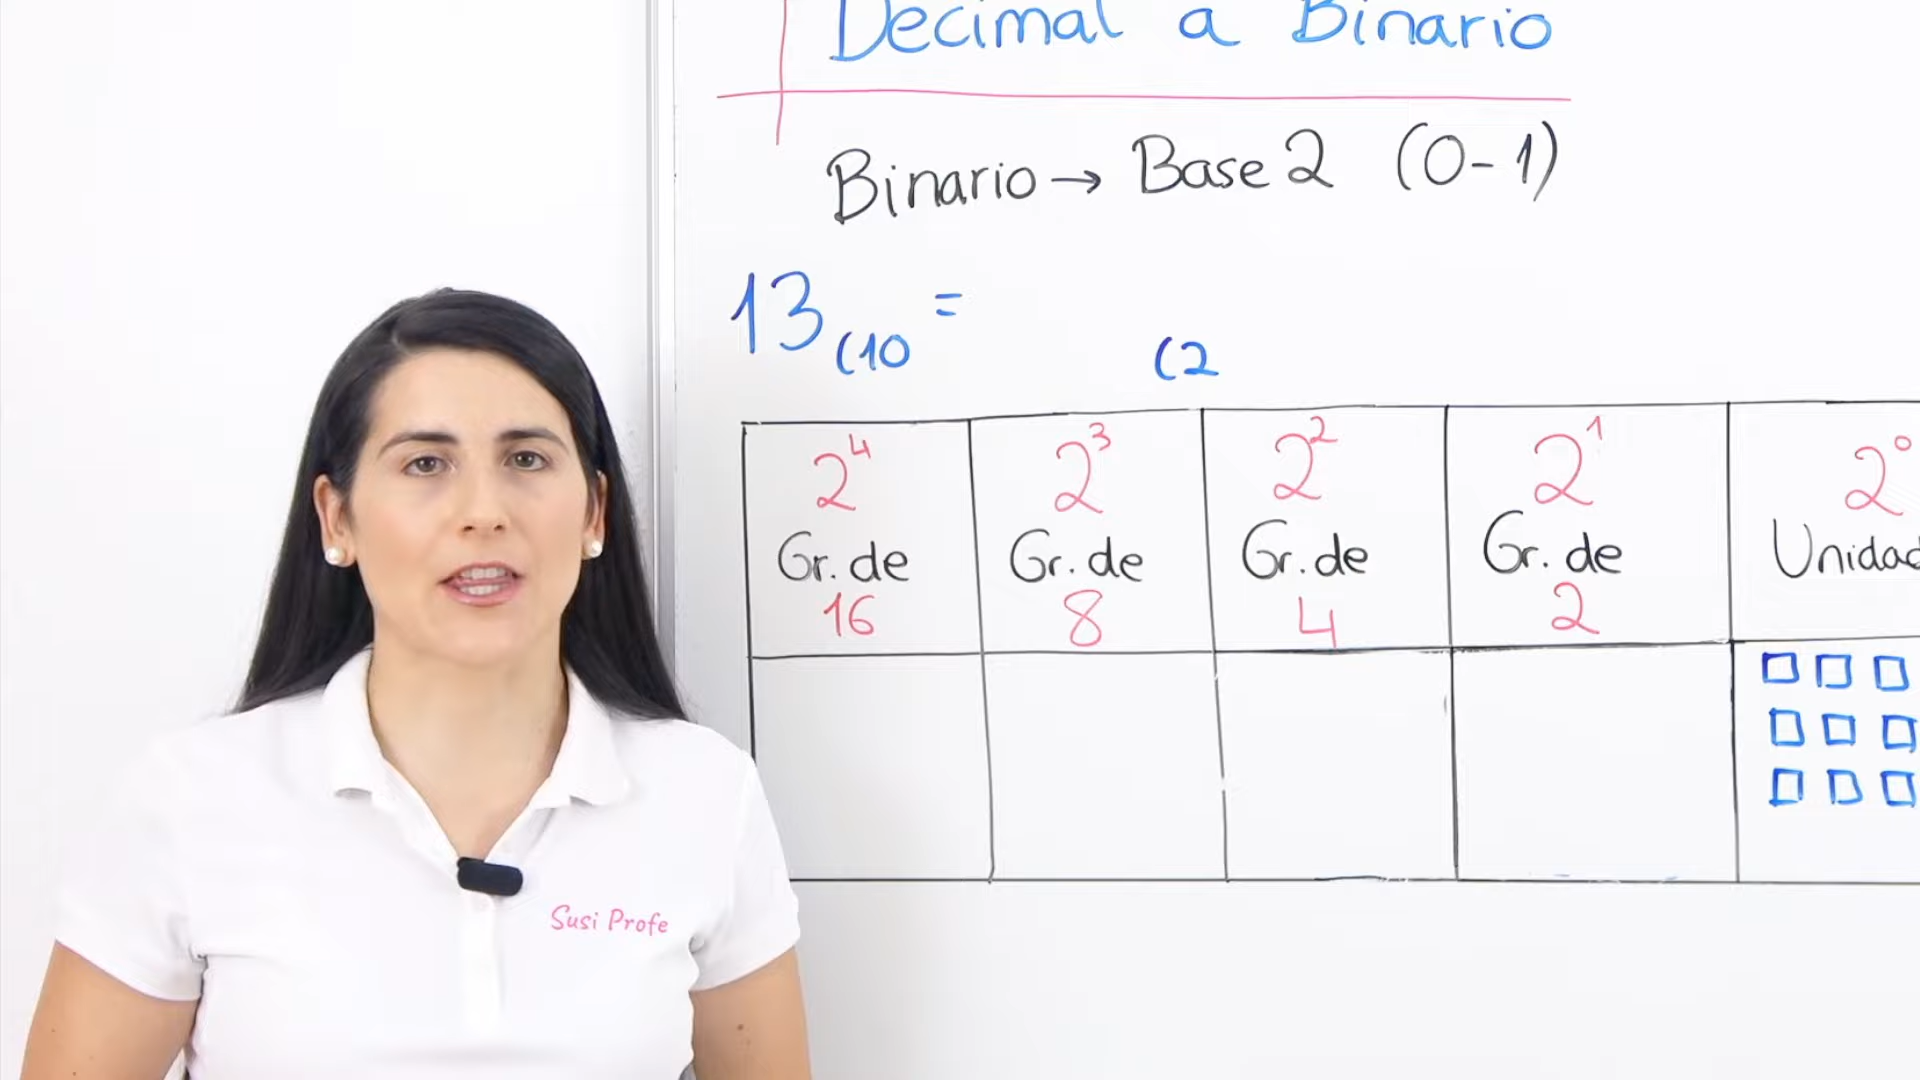 Decimal a Binario
Binario → Base 2 (0-1)
13(10 =
(2
2⁴ 2³ 2² 2¹ 2⁰
Gr. de Gr. de Gr. de Gr. de Unidad
16 8 4 2
Susi Profe